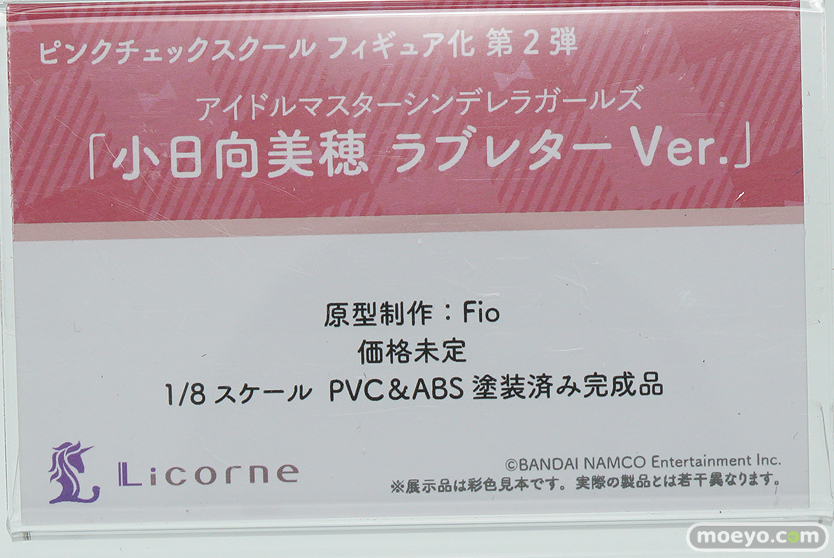 ピンクチェックスクール フィギュア化 第2弾
アイドルマスターシンデレラガールズ
「小日向美穂 ラブレター Ver.」
原型制作：Fio
価格未定
1/8スケール PVC&ABS 塗装済み完成品
Licorne
©BANDAI NAMCO Entertainment Inc.
※展示品は彩色見本です。実際の製品とは若干異なります。
moeyo.com